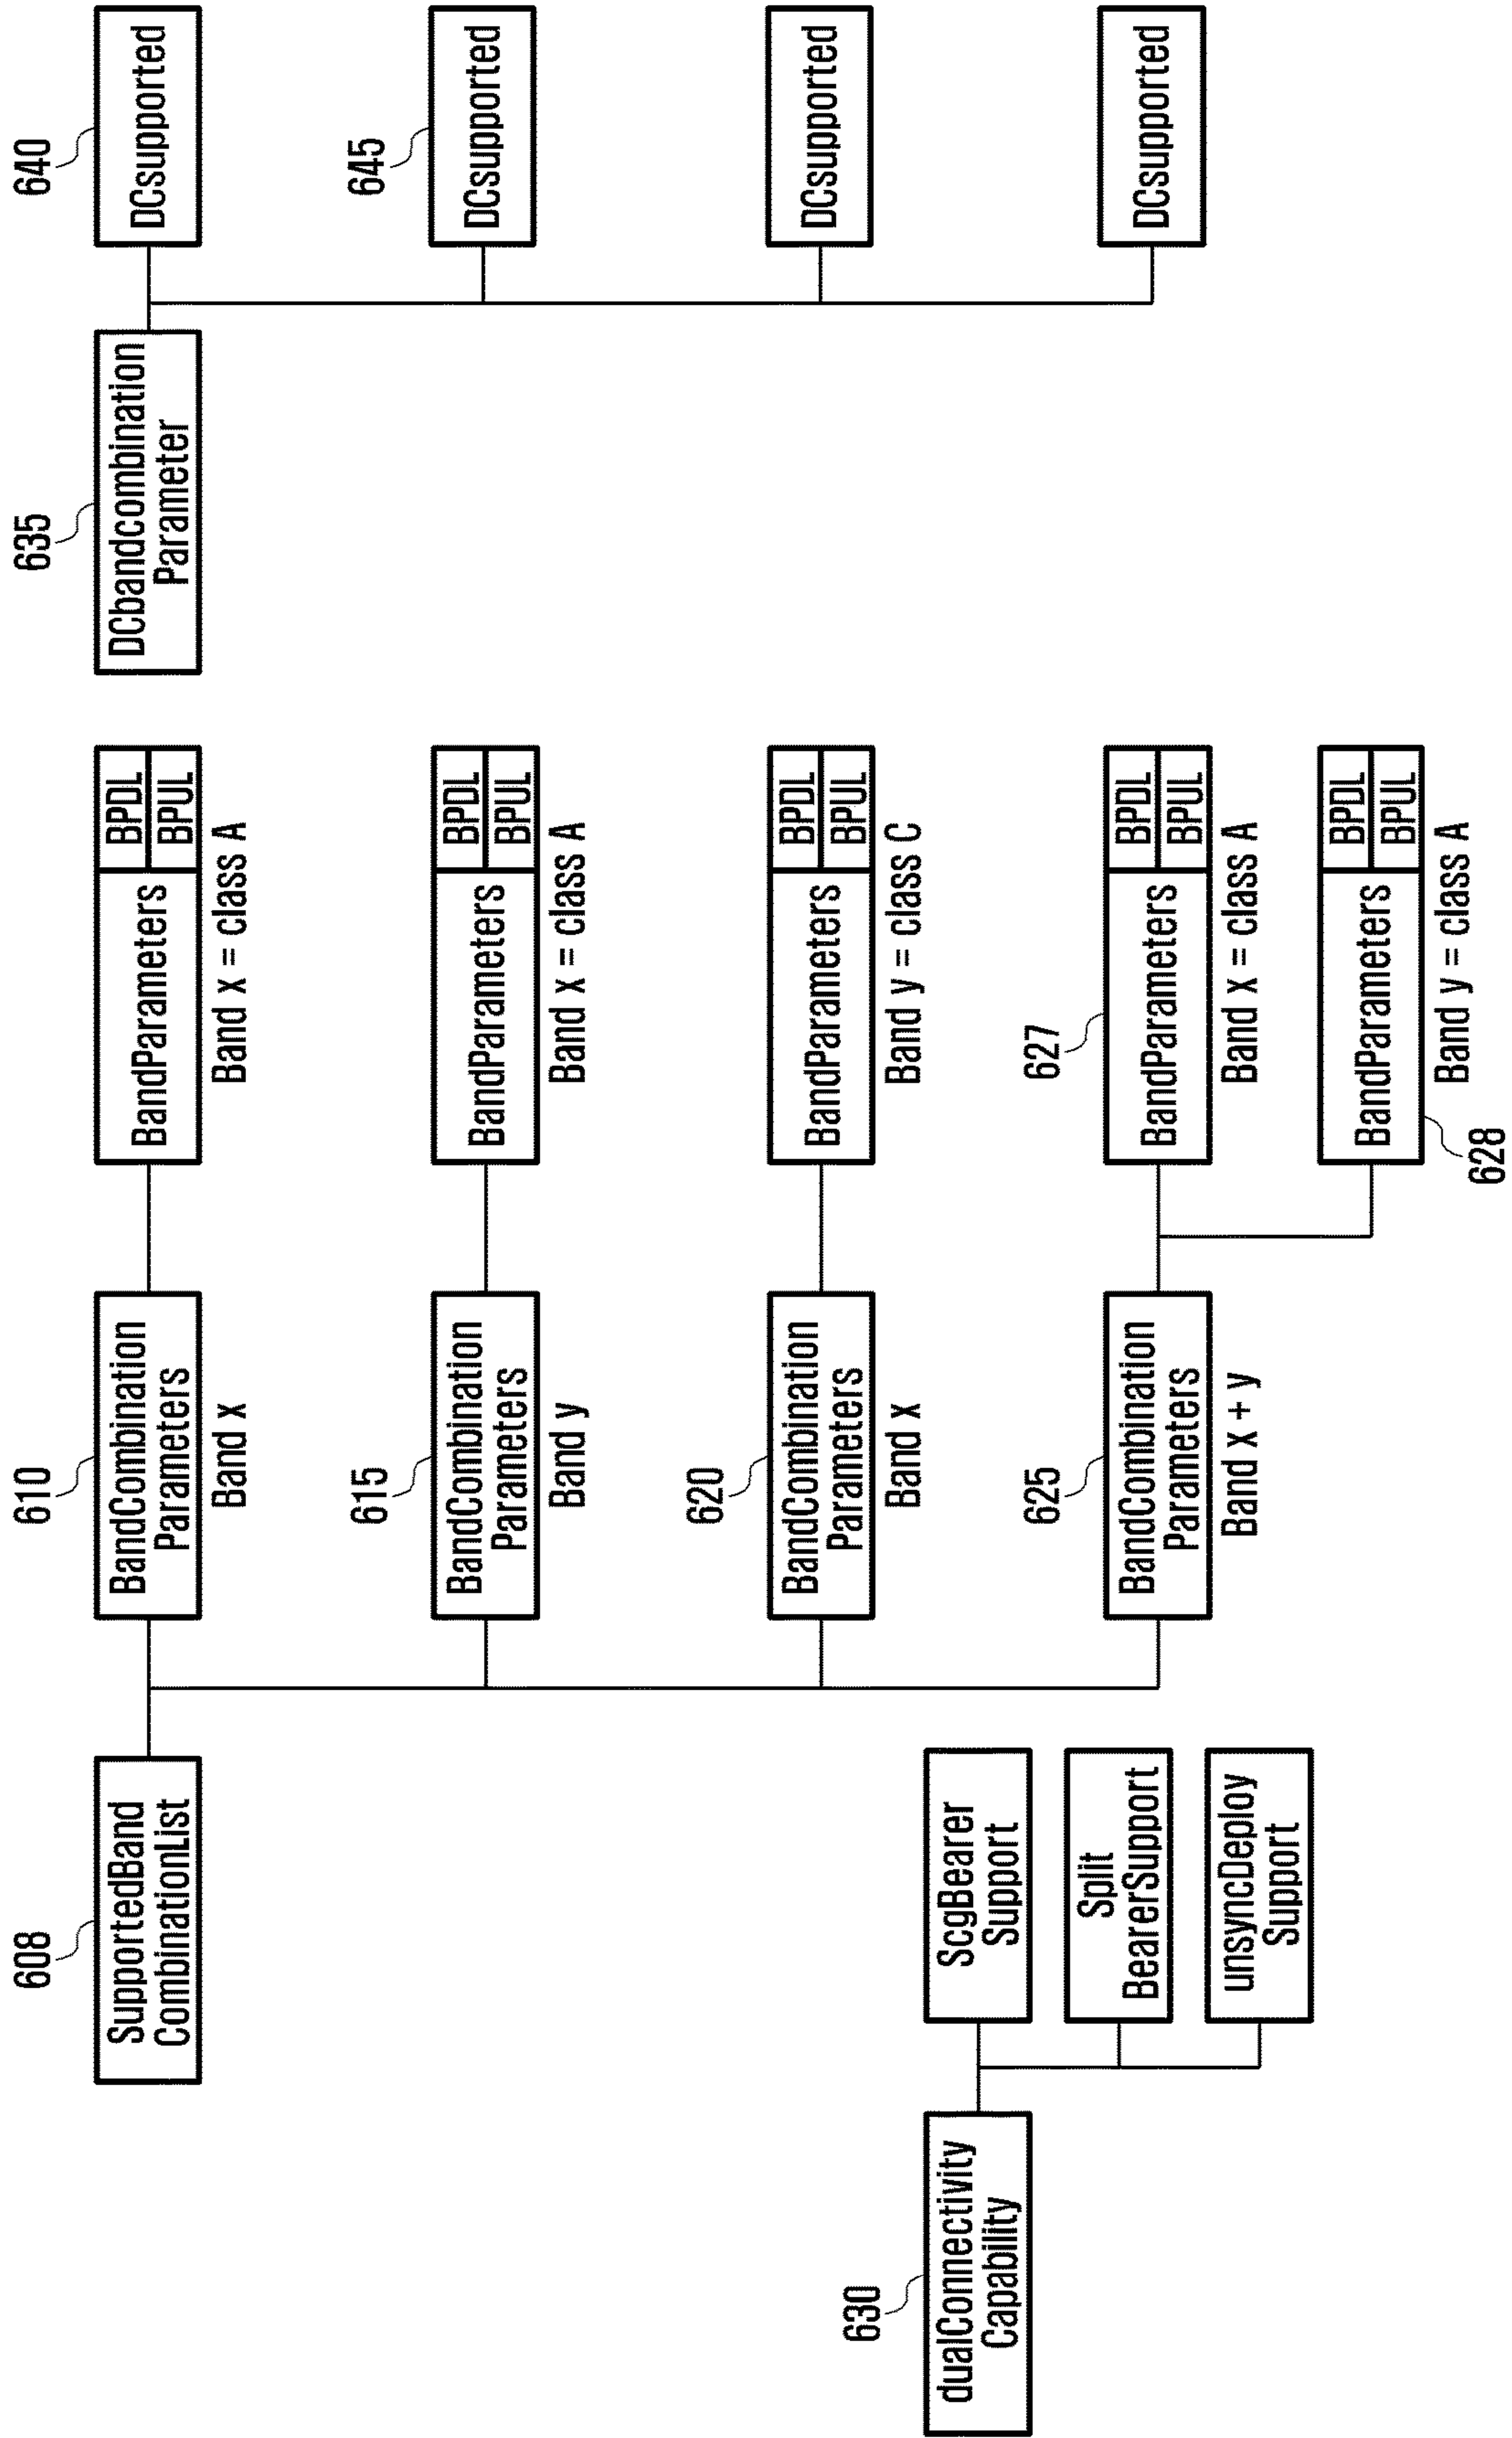 608
SupportedBand
CombinationList
610
BandCombination
Parameters
Band x
BandParameters
BPDL
BPUL
Band x = class A
615
BandCombination
Parameters
Band y
BandParameters
BPDL
BPUL
Band x = class A
620
BandCombination
Parameters
Band x
BandParameters
BPDL
BPUL
Band y = class C
625
BandCombination
Parameters
Band x + y
627
BandParameters
BPDL
BPUL
Band x = class A
BandParameters
BPDL
BPUL
628
Band y = class A
630
dualConnectivity
Capability
ScgBearer
Support
Split
BearerSupport
unsyncDeploy
Support
635
DCbandcombination
Parameter
640
DCsupported
645
DCsupported
DCsupported
DCsupported